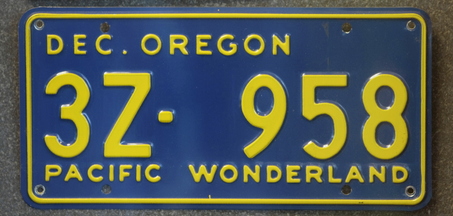 DEC. OREGON
3Z· 958
PACIFIC WONDERLAND